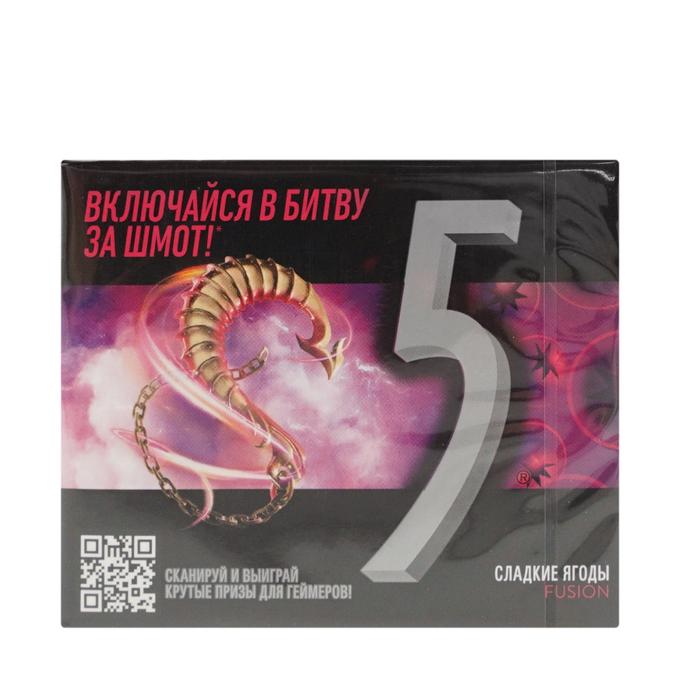 ВКЛЮЧАЙСЯ В БИТВУ
ЗА ШМОТ!*
5
®
СКАНИРУЙ И ВЫИГРАЙ
КРУТЫЕ ПРИЗЫ ДЛЯ ГЕЙМЕРОВ!
СЛАДКИЕ ЯГОДЫ
FUSION